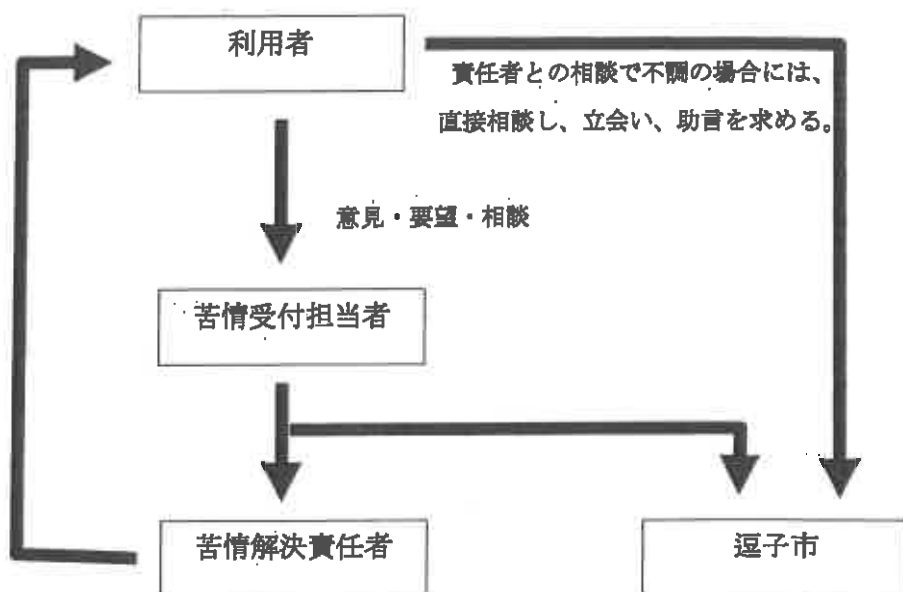 利用者
責任者との相談で不調の場合には、
直接相談し、立会い、助言を求める。
意見・要望・相談
苦情受付担当者
苦情解決責任者
逗子市